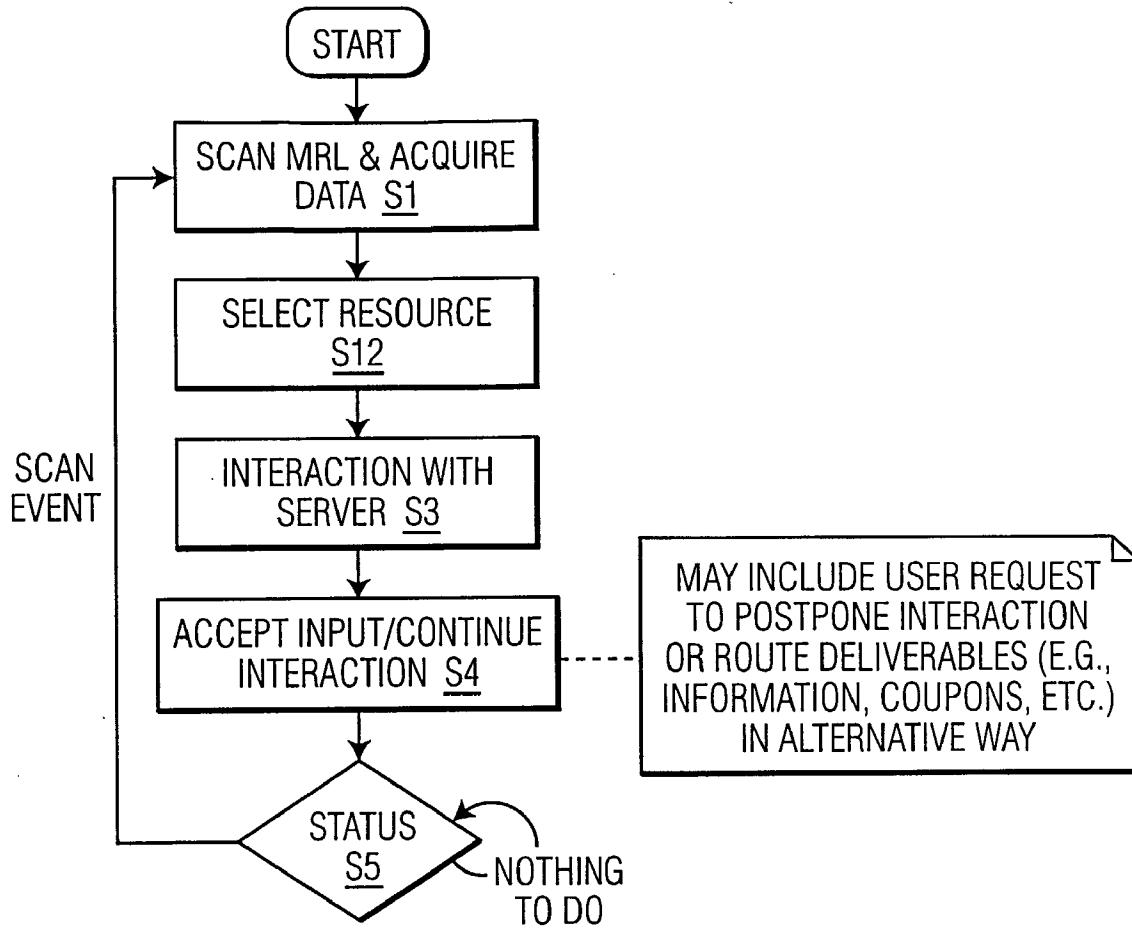 START
SCAN MRL & ACQUIRE
DATA S1
SELECT RESOURCE
S12
INTERACTION WITH
SERVER S3
SCAN
EVENT
ACCEPT INPUT/CONTINUE
INTERACTION S4
MAY INCLUDE USER REQUEST
TO POSTPONE INTERACTION
OR ROUTE DELIVERABLES (E.G.,
INFORMATION, COUPONS, ETC.)
IN ALTERNATIVE WAY
STATUS
S5
NOTHING
TO DO